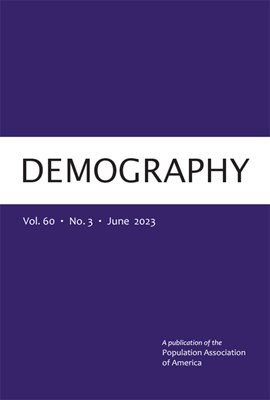 DEMOGRAPHY
Vol. 60 • No. 3 • June 2023
A publication of the
Population Association
of America